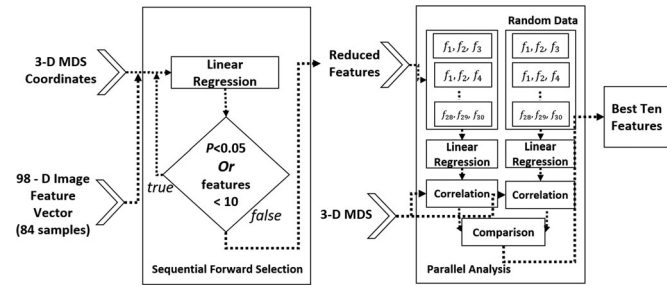 3-D MDS
Coordinates
98 - D Image
Feature
Vector
(84 samples)
Linear
Regression
P<0.05
Or
features
< 10
true
false
Sequential Forward Selection
Reduced
Features
3-D MDS
Random Data
f₁, f₂, f₃
f₁, f₂, f₄
⋮
f₂₈, f₂₉, f₃₀
f₁, f₂, f₃
f₁, f₂, f₄
⋮
f₂₈, f₂₉, f₃₀
Linear
Regression
Linear
Regression
Correlation
Correlation
Comparison
Parallel Analysis
Best Ten
Features